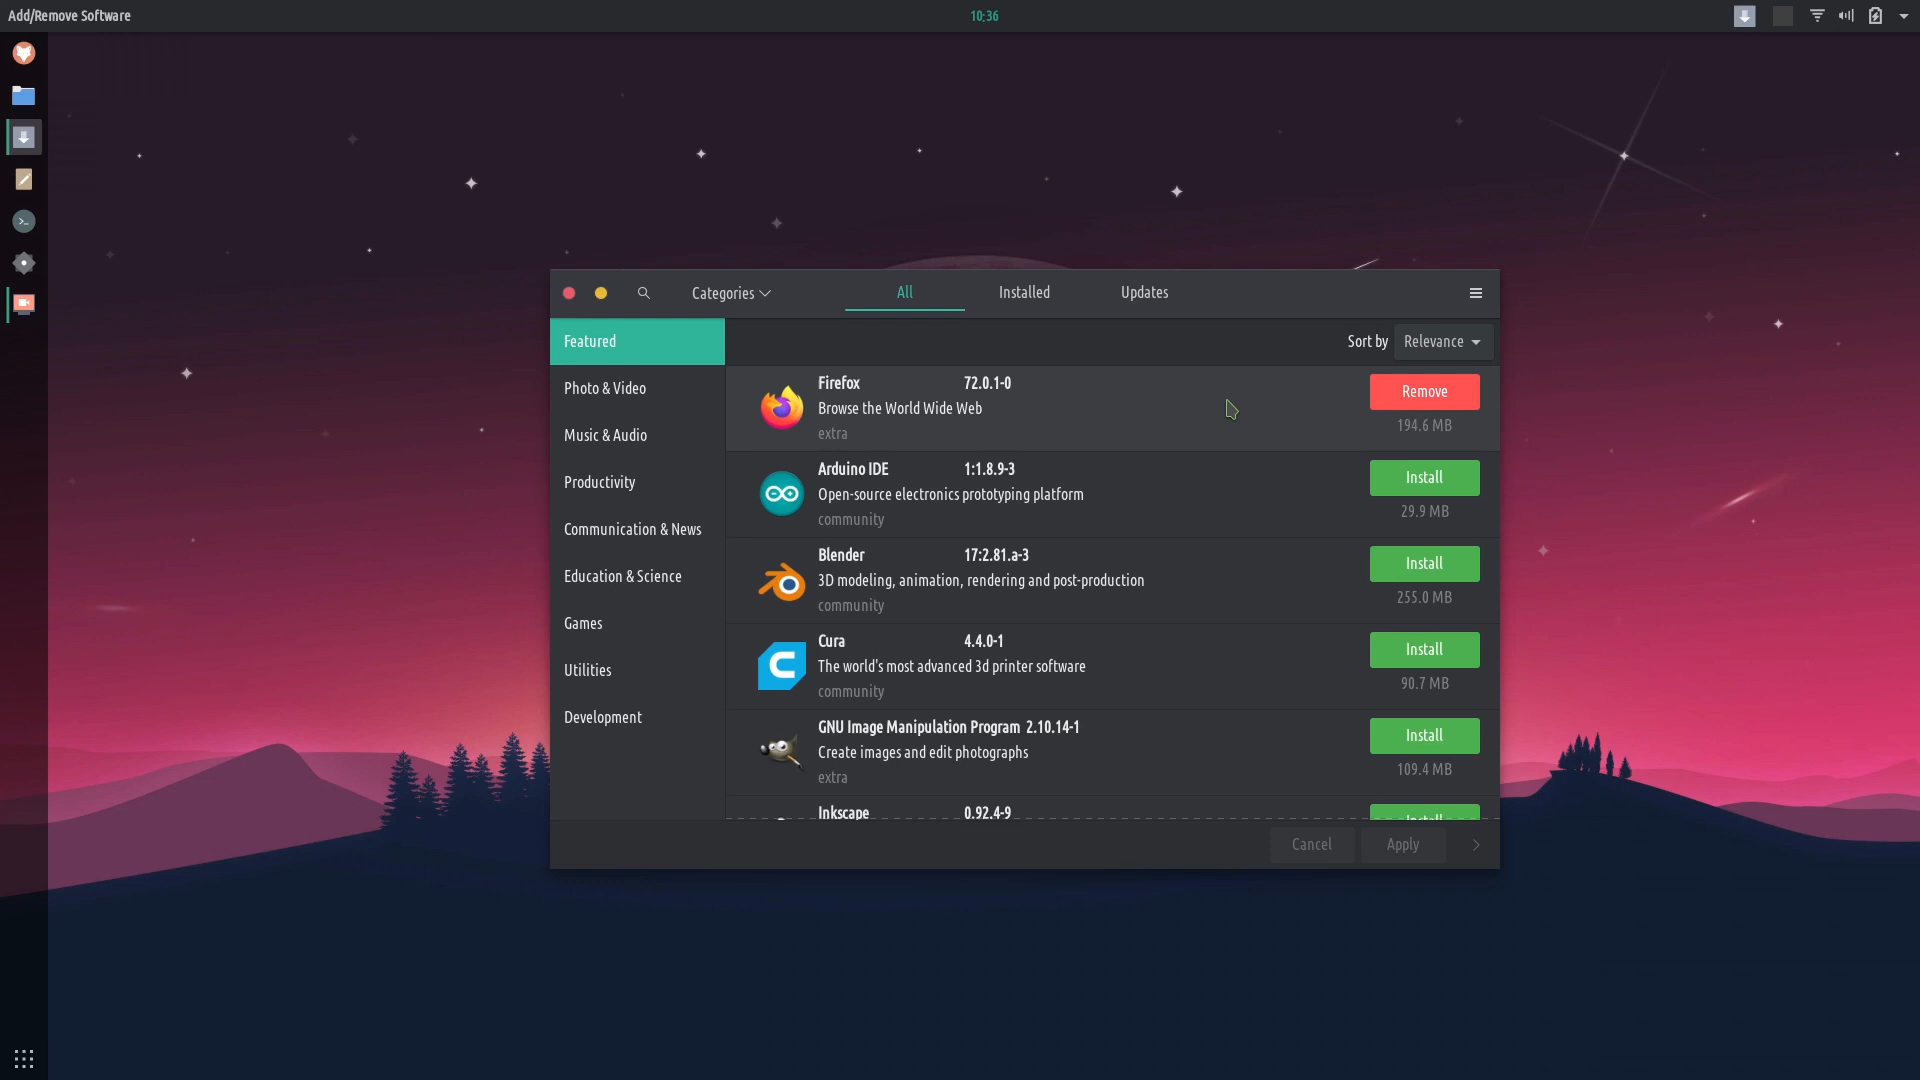 Add/Remove Software
10:36
Categories
All
Installed
Updates
Featured
Sort by Relevance
Photo & Video
Music & Audio
Productivity
Communication & News
Education & Science
Games
Utilities
Development
Firefox 72.0.1-0
Browse the World Wide Web
extra
Remove
194.6 MB
Arduino IDE 1:1.8.9-3
Open-source electronics prototyping platform
community
Install
29.9 MB
Blender 17:2.81.a-3
3D modeling, animation, rendering and post-production
community
Install
255.0 MB
Cura 4.4.0-1
The world's most advanced 3d printer software
community
Install
90.7 MB
GNU Image Manipulation Program 2.10.14-1
Create images and edit photographs
extra
Install
109.4 MB
Inkscape 0.92.4-9
Install
Cancel
Apply